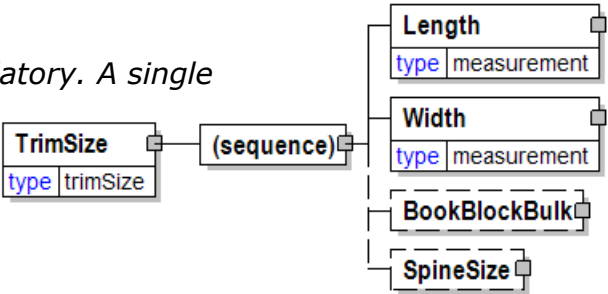 Length
type measurement
atory. A single
Width
TrimSize
(sequence)
type measurement
type trimSize
BookBlockBulk
SpineSize